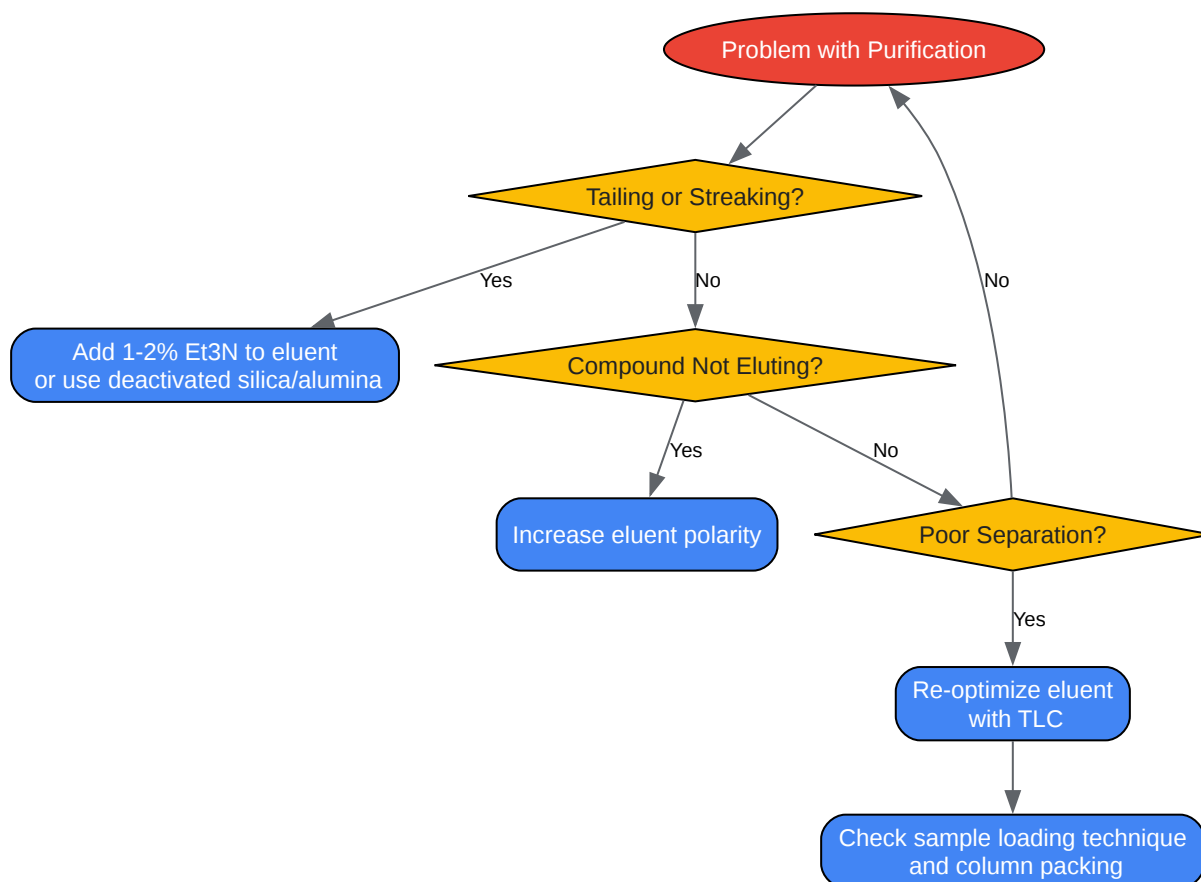 Problem with Purification
Tailing or Streaking?
Yes
No
No
Add 1-2% Et3N to eluent
or use deactivated silica/alumina
Compound Not Eluting?
Yes
No
Increase eluent polarity
Poor Separation?
Yes
Re-optimize eluent
with TLC
Check sample loading technique
and column packing